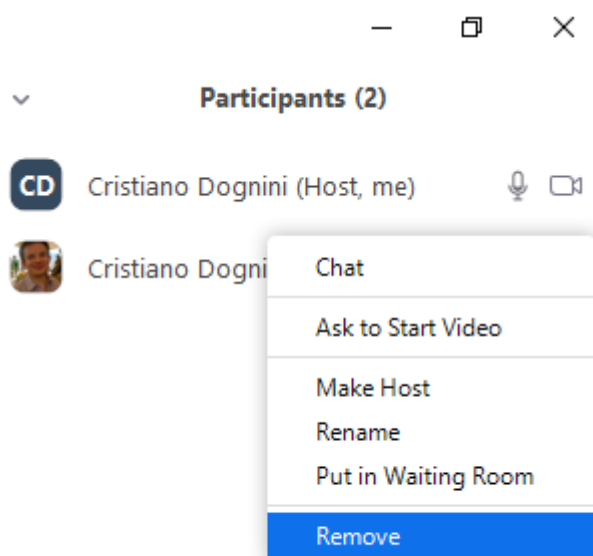 Participants (2)
CD Cristiano Dognini (Host, me)
Cristiano Dogni
Chat
Ask to Start Video
Make Host
Rename
Put in Waiting Room
Remove